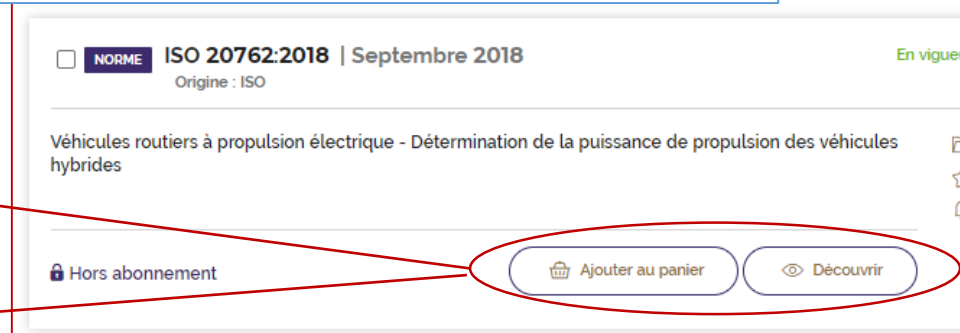 NORME ISO 20762:2018 | Septembre 2018 En vigueu
Origine : ISO
Véhicules routiers à propulsion électrique - Détermination de la puissance de propulsion des véhicules
hybrides
Hors abonnement Ajouter au panier Découvrir